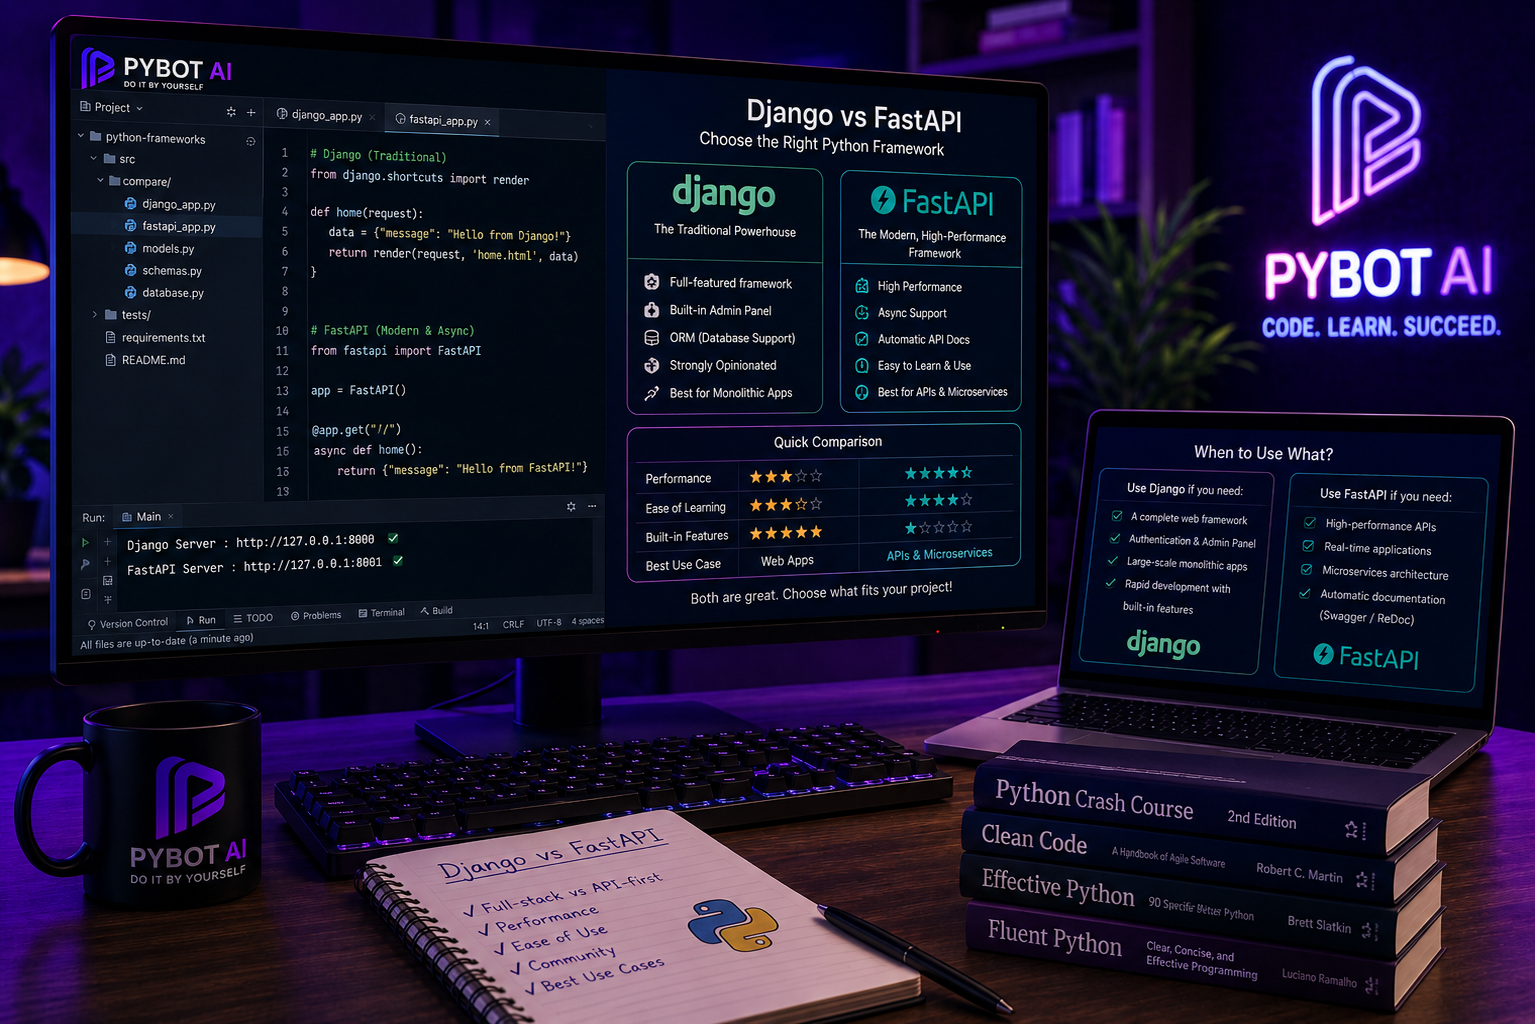 PYBOT AI
DO IT BY YOURSELF
Project
python-frameworks
src
compare/
django_app.py
fastapi_app.py
models.py
schemas.py
database.py
tests/
requirements.txt
README.md
django_app.py ×
fastapi_app.py ×
1 # Django (Traditional)
2 from django.shortcuts import render
3
4 def home(request):
5 data = {"message": "Hello from Django!"}
6 return render(request, 'home.html', data)
7 }
8
9
10 # FastAPI (Modern & Async)
11 from fastapi import FastAPI
12
13 app = FastAPI()
14
15 @app.get("//")
16 async def home():
13 return {"message": "Hello from FastAPI!"}
13
Run: Main ×
Django Server : http://127.0.0.1:8000
FastAPI Server : http://127.0.0.1:8001
Version Control Run TODO Problems Terminal Build
All files are up-to-date (a minute ago)
14:1 CRLF UTF-8 4 spaces
Django vs FastAPI
Choose the Right Python Framework
django
The Traditional Powerhouse
Full-featured framework
Built-in Admin Panel
ORM (Database Support)
Strongly Opinionated
Best for Monolithic Apps
FastAPI
The Modern, High-Performance
Framework
High Performance
Async Support
Automatic API Docs
Easy to Learn & Use
Best for APIs & Microservices
Quick Comparison
Performance ★★★☆☆ ★★★★⯪
Ease of Learning ★★★☆☆ ★★★★☆
Built-in Features ★★★★★ ★☆☆☆☆
Best Use Case Web Apps APIs & Microservices
Both are great. Choose what fits your project!
PYBOT AI
CODE. LEARN. SUCCEED.
When to Use What?
Use Django if you need:
A complete web framework
Authentication & Admin Panel
Large-scale monolithic apps
Rapid development with
built-in features
django
Use FastAPI if you need:
High-performance APIs
Real-time applications
Microservices architecture
Automatic documentation
(Swagger / ReDoc)
FastAPI
PYBOT AI
DO IT BY YOURSELF
Django vs FastAPI
✓ Full-stack vs API-first
✓ Performance
✓ Ease of Use
✓ Community
✓ Best Use Cases
Python Crash Course 2nd Edition
Clean Code A Handbook of Agile Software Robert C. Martin
Effective Python 90 Specific Python Brett Slatkin
Fluent Python Clear, Concise, and
Effective Programming Luciano Ramalho